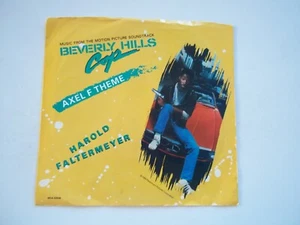 MUSIC FROM THE MOTION PICTURE SOUNDTRACK
BEVERLY HILLS
Cop
AXEL F THEME
HAROLD
FALTERMEYER